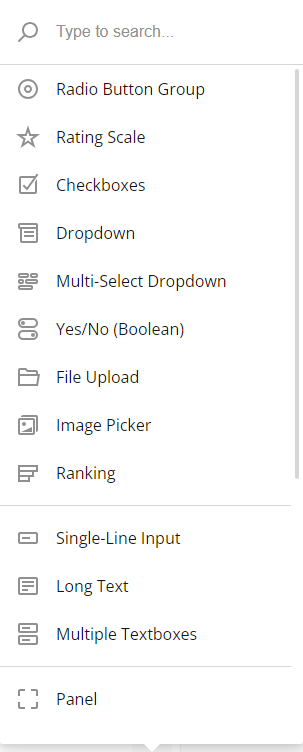 Type to search...
Radio Button Group
Rating Scale
Checkboxes
Dropdown
Multi-Select Dropdown
Yes/No (Boolean)
File Upload
Image Picker
Ranking
Single-Line Input
Long Text
Multiple Textboxes
Panel